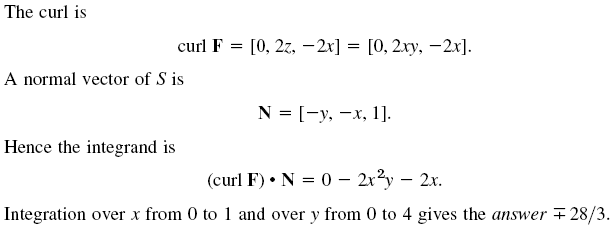 The curl is
curl F = [0, 2z, −2x] = [0, 2xy, −2x].
A normal vector of S is
N = [−y, −x, 1].
Hence the integrand is
(curl F) • N = 0 − 2x²y − 2x.
Integration over x from 0 to 1 and over y from 0 to 4 gives the answer ∓28/3.